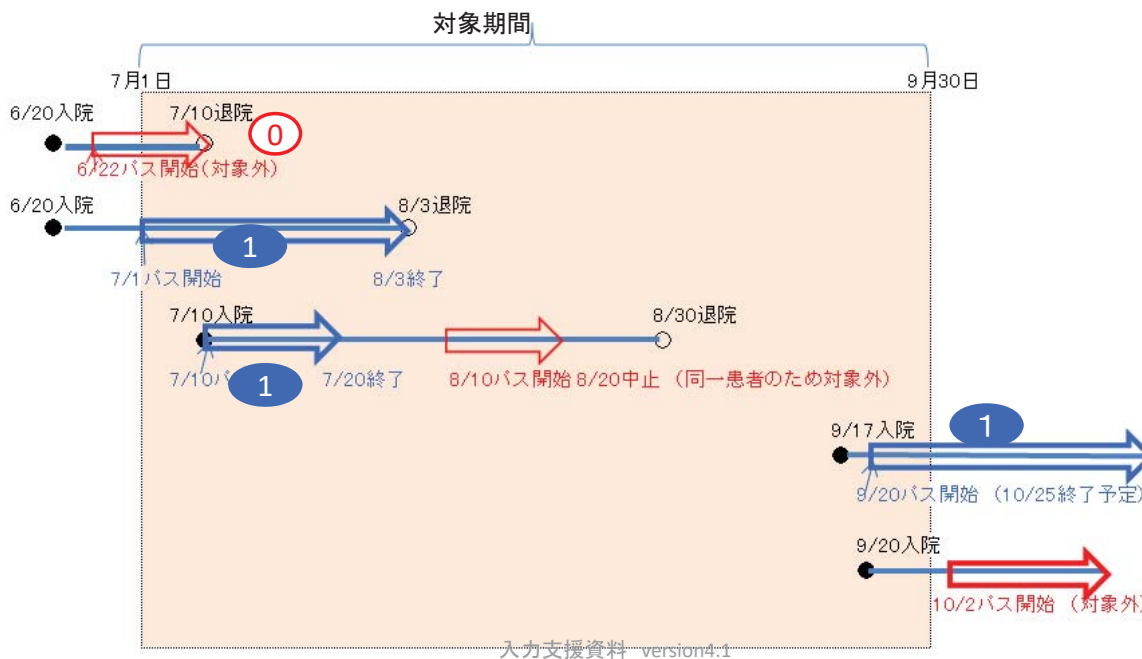 対象期間
7月1日
9月30日
6/20入院
7/10退院
0
6/22パス開始(対象外)
6/20入院
8/3退院
1
7/1パス開始
8/3終了
7/10入院
8/30退院
7/10パ
1
7/20終了
8/10パス開始 8/20中止 (同一患者のため対象外)
9/17入院
1
9/20パス開始 (10/25終了予定)
9/20入院
10/2パス開始 (対象外)
入力支援資料 version4.1